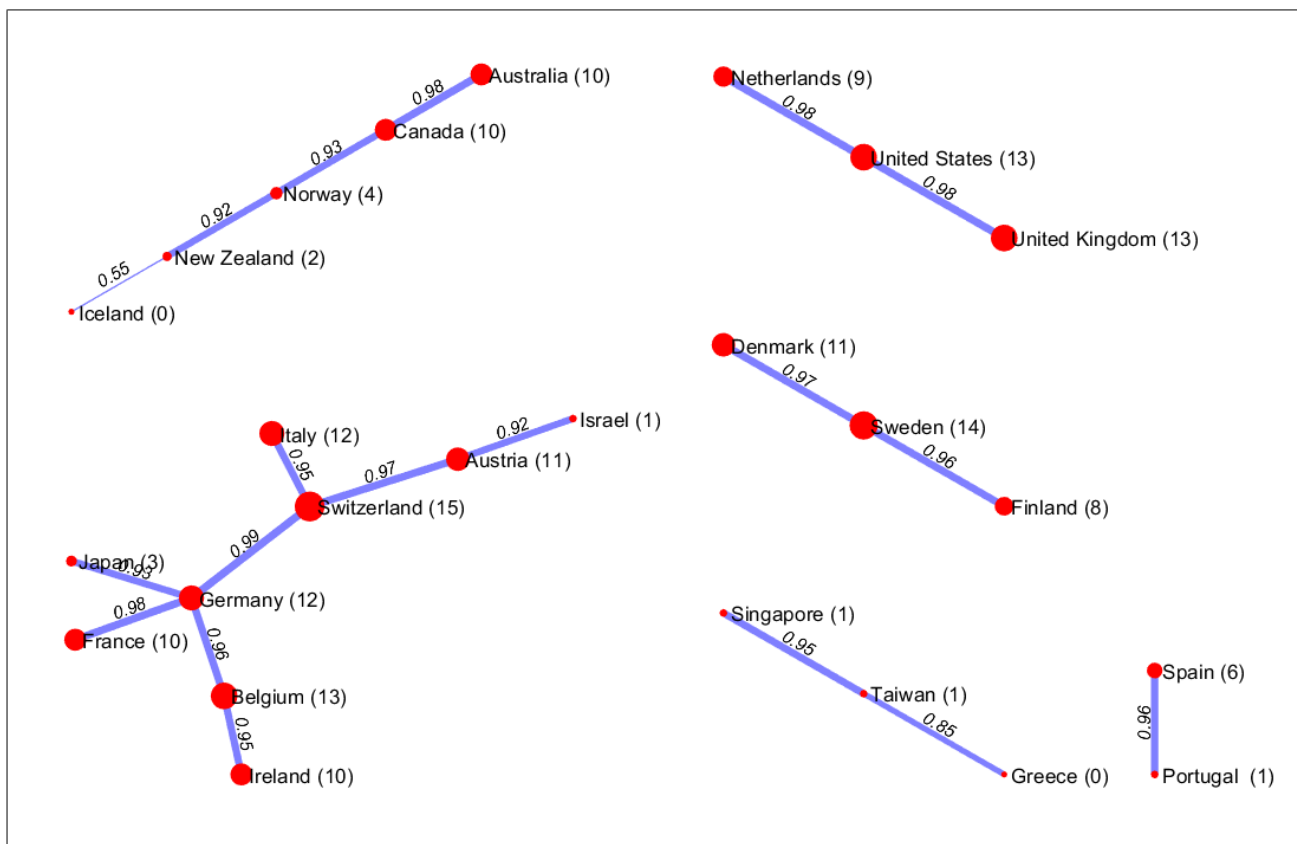 Australia (10)
0.98
Canada (10)
0.93
Norway (4)
0.92
New Zealand (2)
0.55
Iceland (0)
Netherlands (9)
0.98
United States (13)
0.98
United Kingdom (13)
Denmark (11)
0.97
Sweden (14)
0.96
Finland (8)
Israel (1)
0.92
Italy (12)
0.95
Austria (11)
0.97
Switzerland (15)
0.99
Japan (3)
0.93
Germany (12)
0.98
France (10)
0.96
Belgium (13)
0.95
Ireland (10)
Singapore (1)
0.95
Taiwan (1)
0.85
Greece (0)
Spain (6)
0.96
Portugal (1)